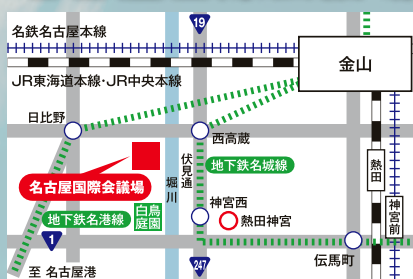 19
名鉄名古屋本線
金山
JR東海道本線・JR中央本線
日比野
西高蔵
伏見通
地下鉄名城線
熱田
名古屋国際会議場
堀川
神宮西
神宮前
白鳥
庭園
地下鉄名港線
熱田神宮
1
伝馬町
至 名古屋港
247